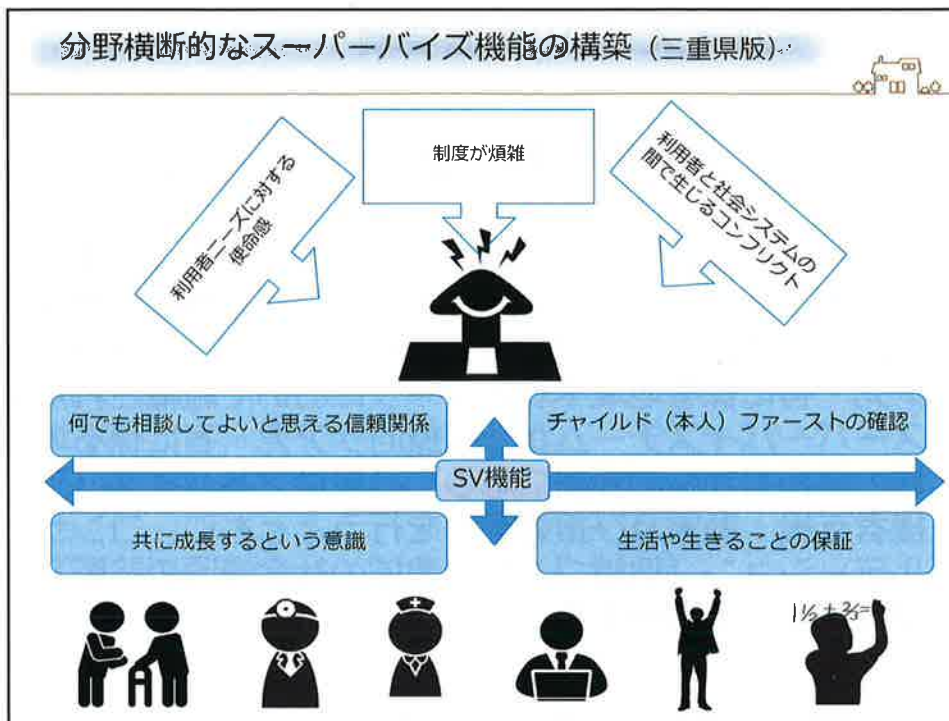 分野横断的なスーパーバイズ機能の構築(三重県版)
利用者ニーズに対する
使命感
制度が煩雑
利用者と社会システムの
間で生じるコンフリクト
何でも相談してよいと思える信頼関係
チャイルド(本人)ファーストの確認
SV機能
共に成長するという意識
生活や生きることの保証
1½+⅔=